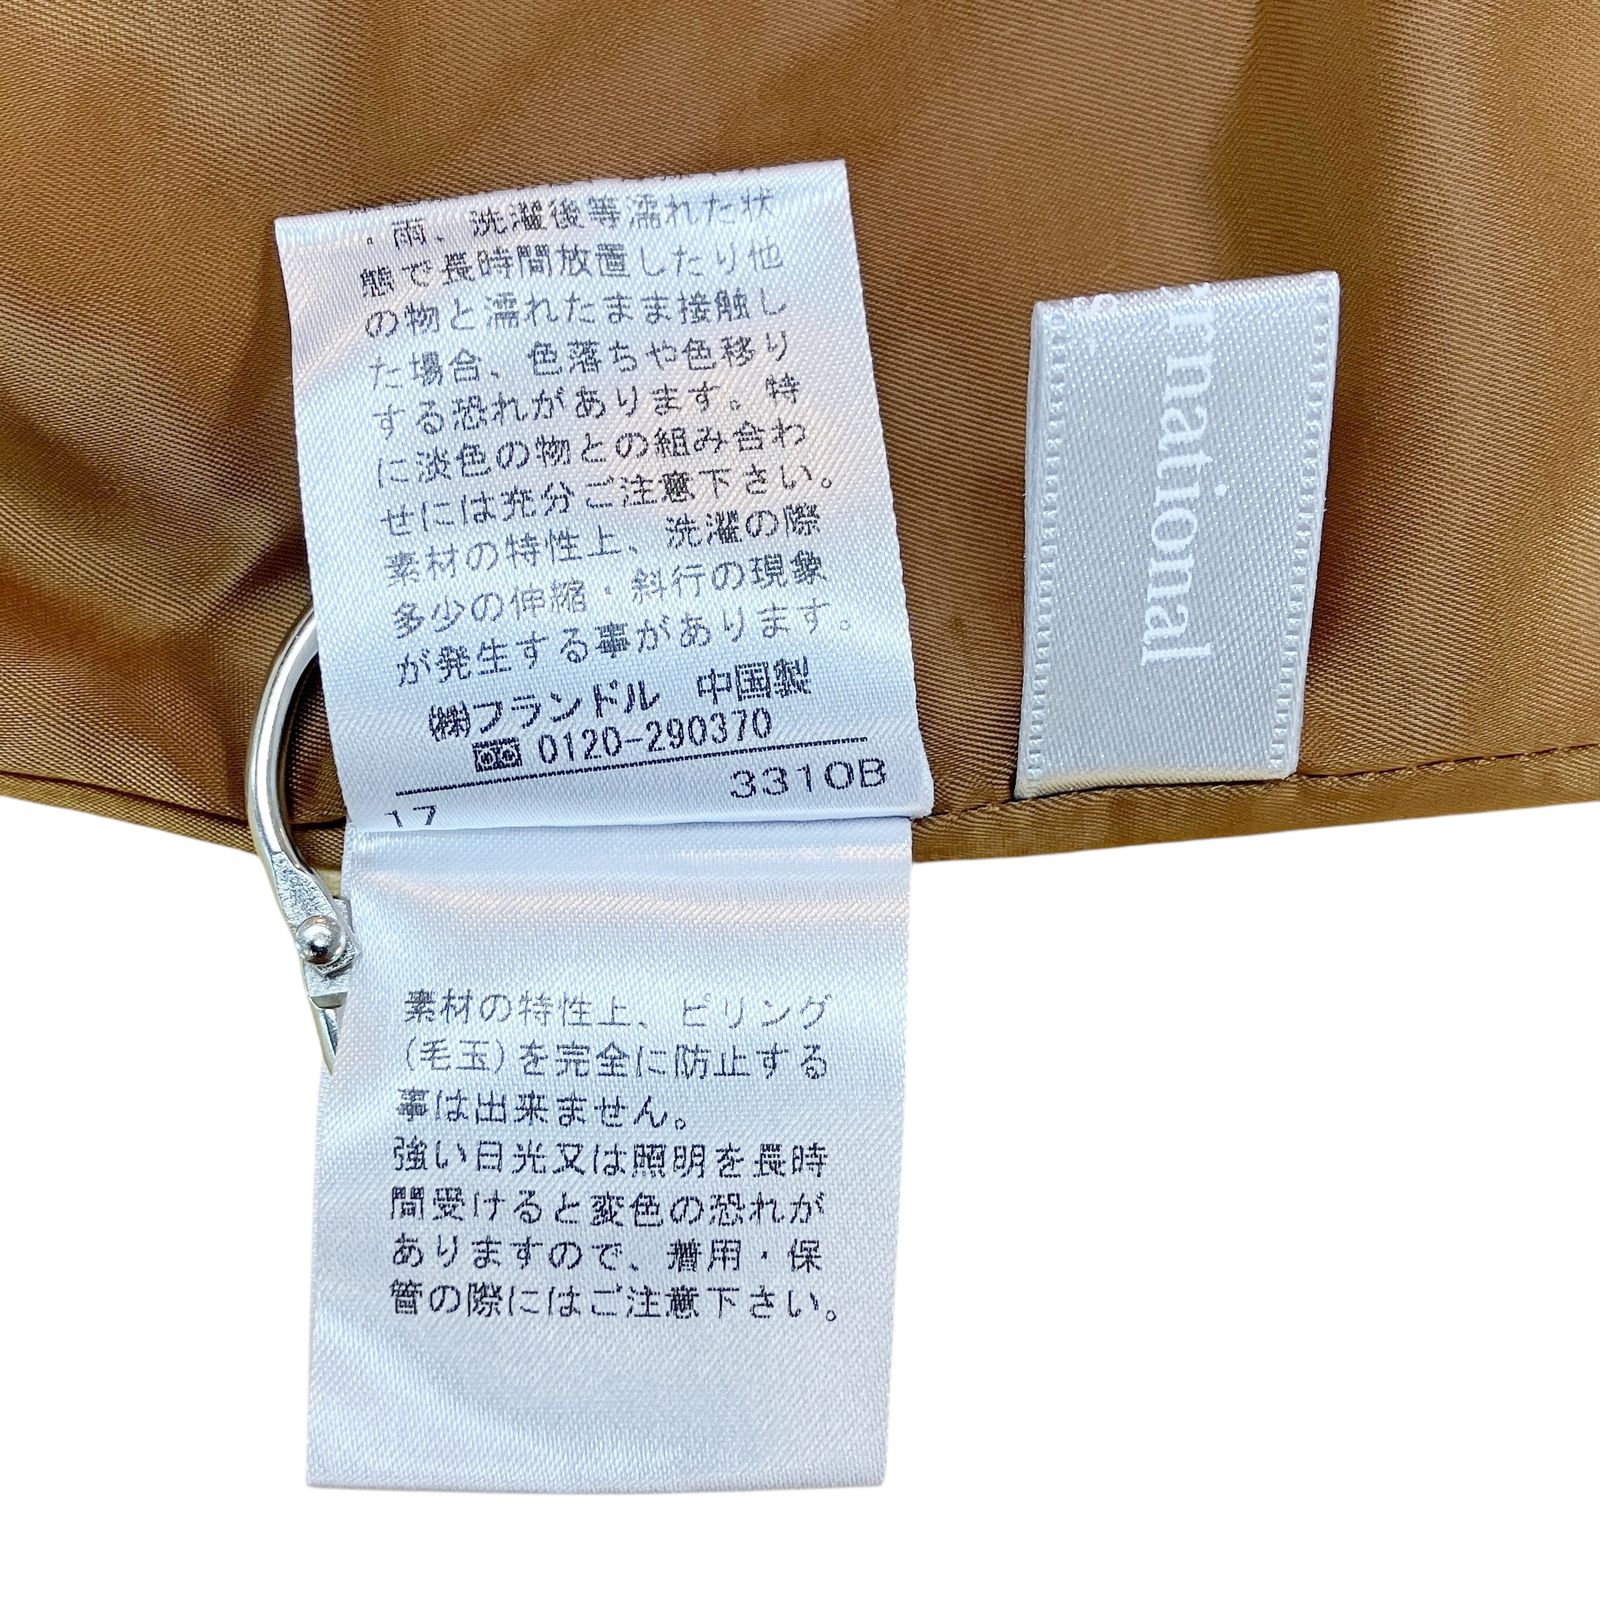 ・雨、洗濯後等濡れた状
態で長時間放置したり他
の物と濡れたまま接触し
た場合、色落ちや色移り
する恐れがあります。特
に淡色の物との組み合わ
せには充分ご注意下さい。
素材の特性上、洗濯の際
多少の伸縮・斜行の現象
が発生する事があります。
㈱フランドル 中国製
0120-290370
3310B
17
素材の特性上、ピリング
(毛玉)を完全に防止する
事は出来ません。
強い日光又は照明を長時
間受けると変色の恐れが
ありますので、着用・保
管の際にはご注意下さい。
rnational